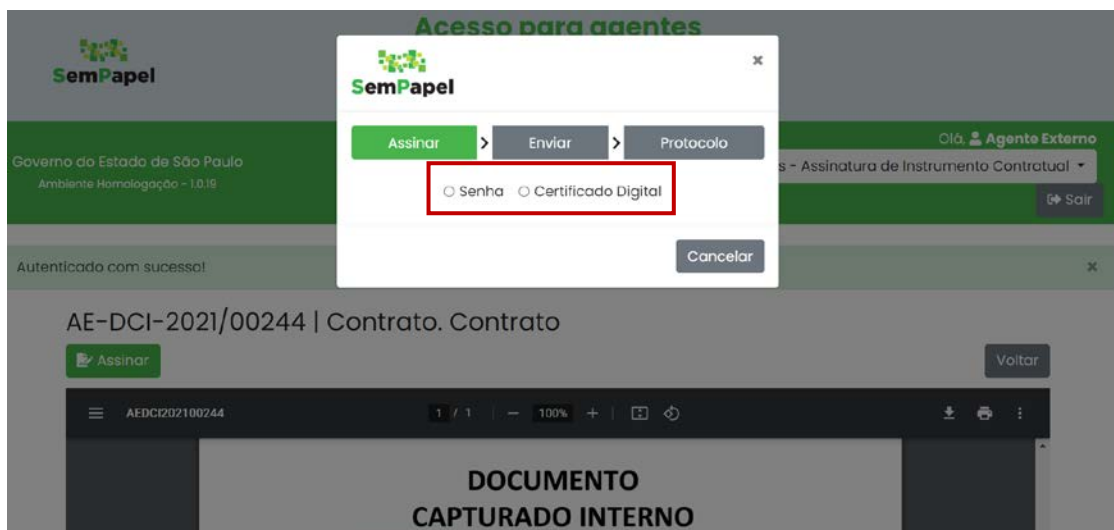 Acesso para agentes
SemPapel
SemPapel
×
Assinar > Enviar > Protocolo
Olá, Agente Externo
Governo do Estado de São Paulo
s - Assinatura de Instrumento Contratual
Ambiente Homologação - 1.0.19
Senha Certificado Digital
Sair
Cancelar
Autenticado com sucesso! ×
AE-DCI-2021/00244 | Contrato. Contrato
Assinar Voltar
AEDCI202100244 1 / 1 | − 100% + |
DOCUMENTO
CAPTURADO INTERNO